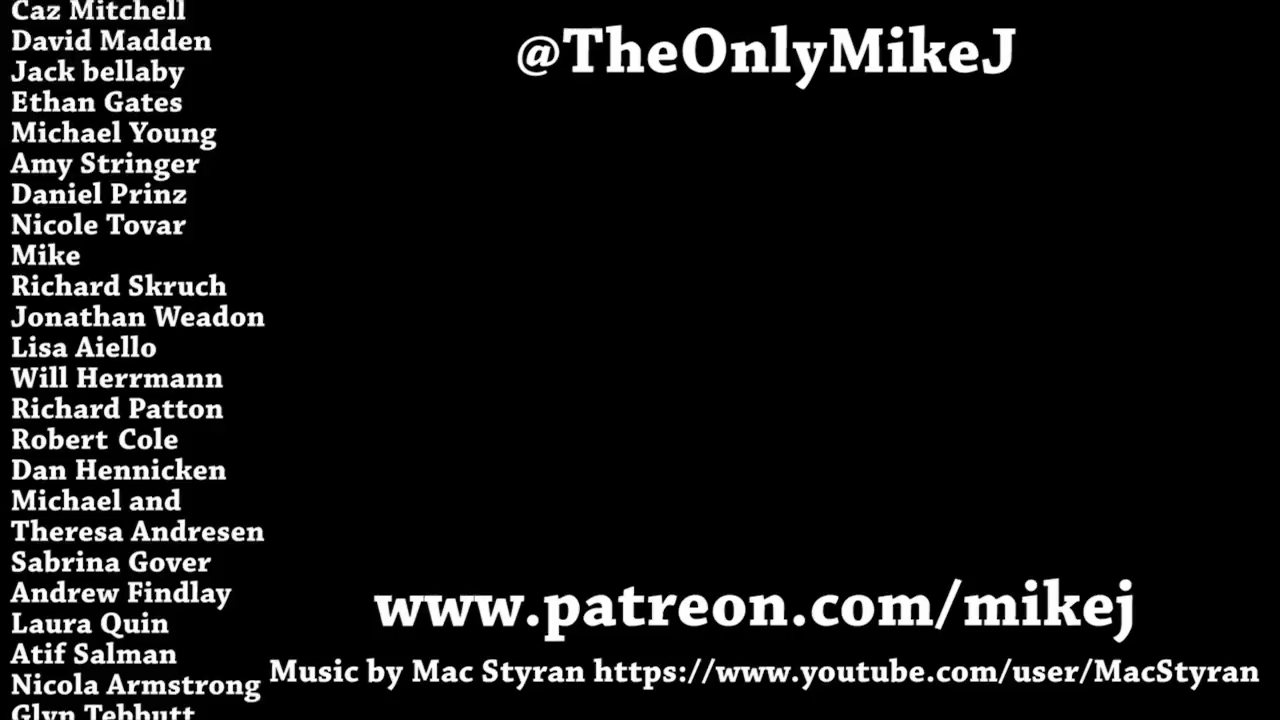 Caz Mitchell
David Madden
Jack bellaby
Ethan Gates
Michael Young
Amy Stringer
Daniel Prinz
Nicole Tovar
Mike
Richard Skruch
Jonathan Weadon
Lisa Aiello
Will Herrmann
Richard Patton
Robert Cole
Dan Hennicken
Michael and
Theresa Andresen
Sabrina Gover
Andrew Findlay
Laura Quin
Atif Salman
Nicola Armstrong
Glyn Tebbutt
@TheOnlyMikeJ
www.patreon.com/mikej
Music by Mac Styran https://www.youtube.com/user/MacStyran